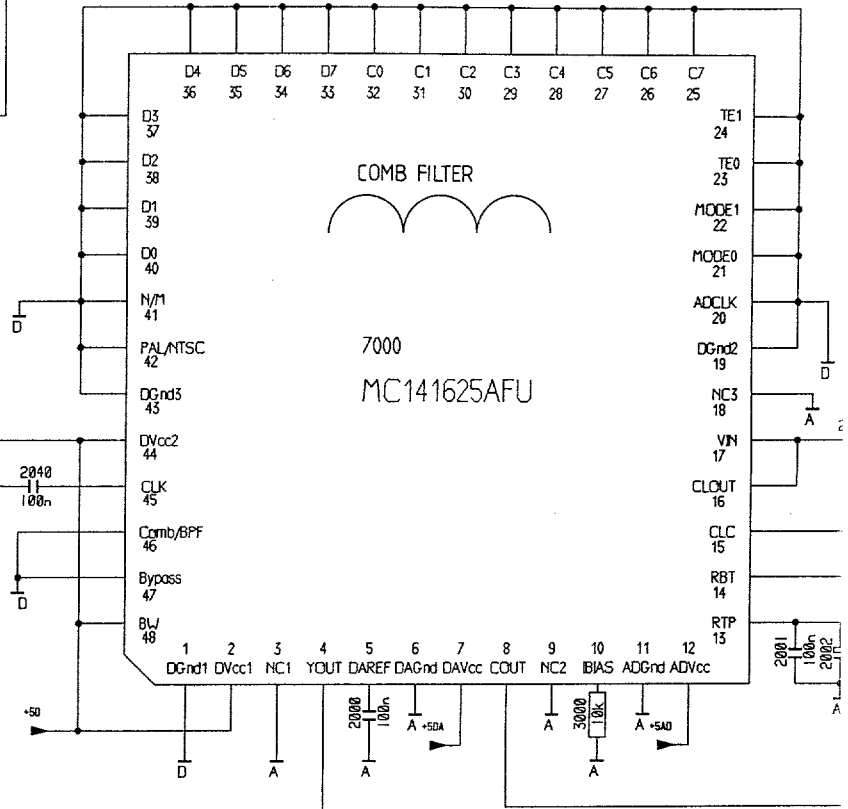 D4 D5 D6 D7 C0 C1 C2 C3 C4 C5 C6 C7
36 35 34 33 32 31 30 29 28 27 26 25
D3
37
D2
38
D1
39
D0
40
N/M
41
PAL/NTSC
42
DGnd3
43
DVcc2
44
CLK
45
Comb/BPF
46
Bypass
47
BW
48
TE1
24
TE0
23
MODE1
22
MODE0
21
ADCLK
20
DGnd2
19
NC3
18
VIN
17
CLOUT
16
CLC
15
RBT
14
RTP
13
COMB FILTER
7000
MC141625AFU
1 2 3 4 5 6 7 8 9 10 11 12
DGnd1 DVcc1 NC1 YOUT DAREF DAGnd DAVcc COUT NC2 IBIAS ADGnd ADVcc
D
D
A
2
2040
100n
D
2001
100n
2002
A
+5D
2000
100n
A
+5DA
A
3000
10k
A
+5AD
D
A
A
A